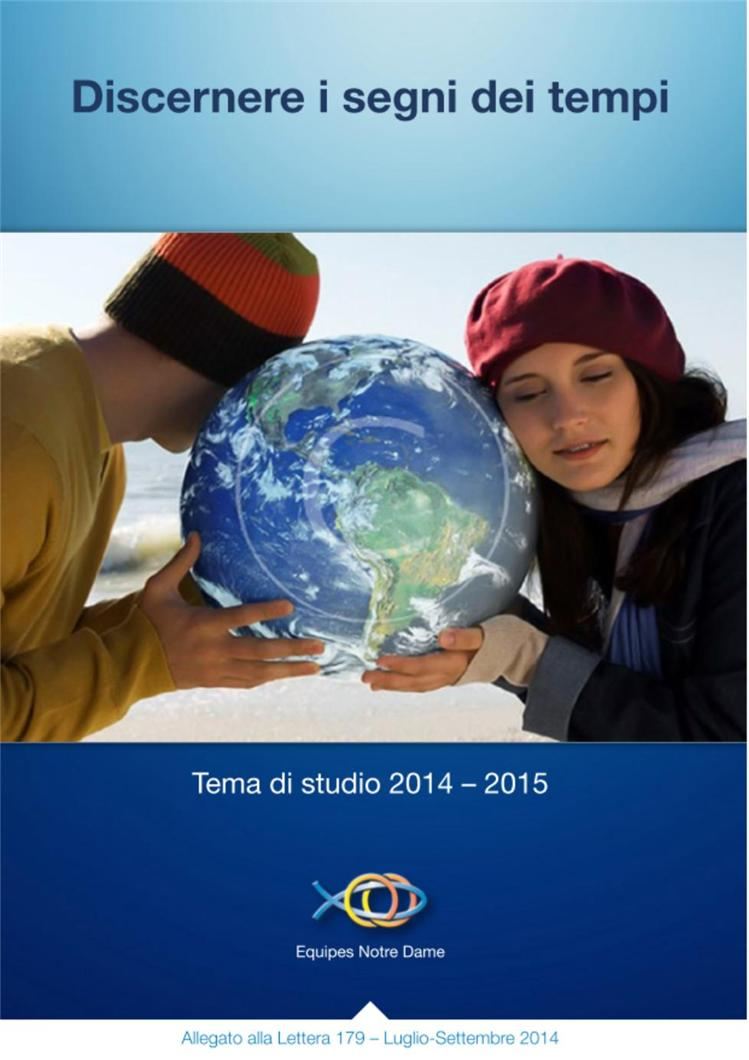 Discernere i segni dei tempi
Tema di studio 2014 – 2015
Equipes Notre Dame
Allegato alla Lettera 179 – Luglio-Settembre 2014